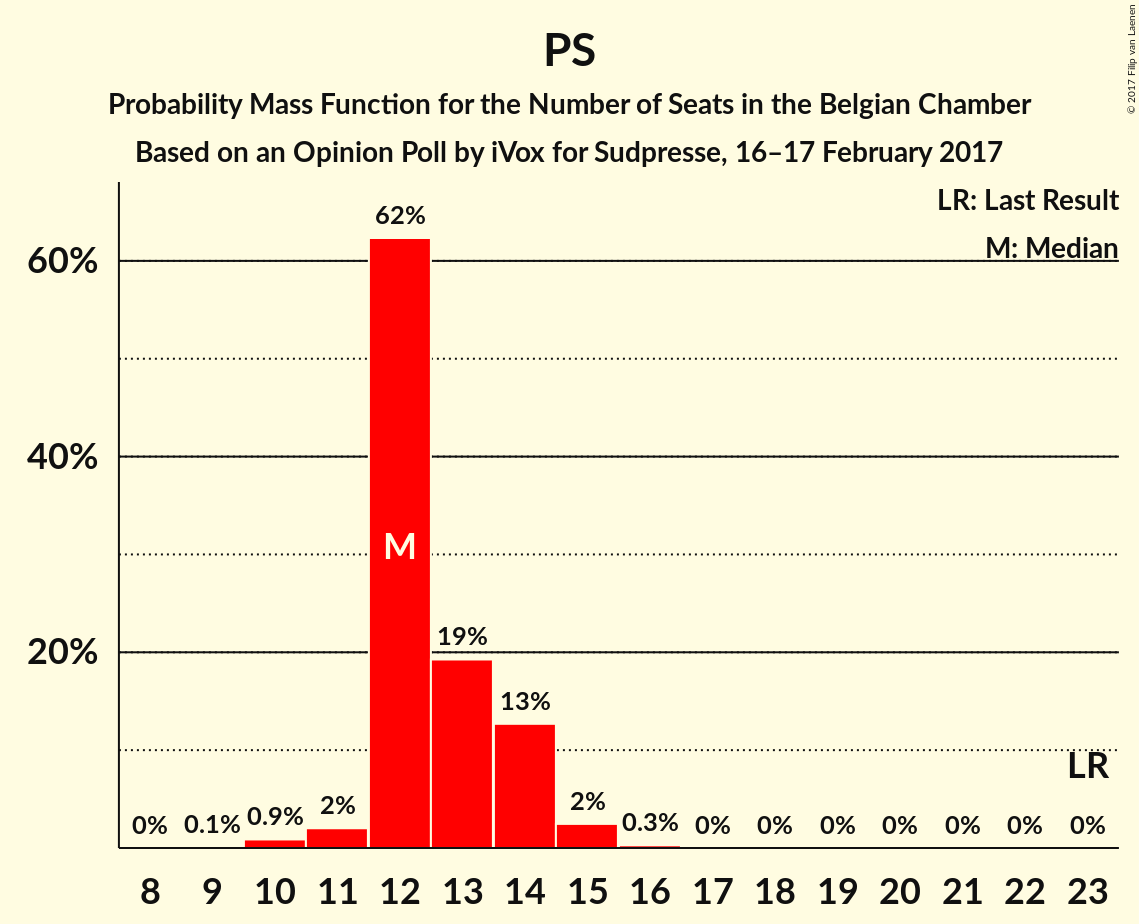 PS
Probability Mass Function for the Number of Seats in the Belgian Chamber
Based on an Opinion Poll by iVox for Sudpresse, 16–17 February 2017
© 2017 Filip van Laenen
LR: Last Result
M: Median
60%
40%
20%
62%
M
19%
13%
LR
0% 0.1% 0.9% 2% 2% 0.3% 0% 0% 0% 0% 0% 0% 0%
8 9 10 11 12 13 14 15 16 17 18 19 20 21 22 23